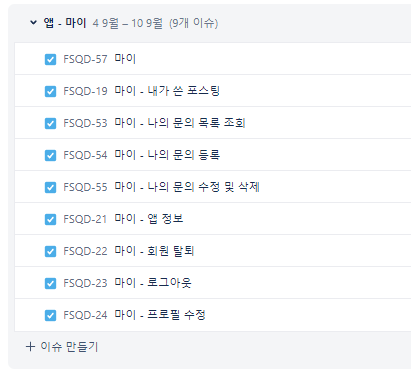 앱 - 마이 4 9월 – 10 9월 (9개 이슈)
FSQD-57 마이
FSQD-19 마이 - 내가 쓴 포스팅
FSQD-53 마이 - 나의 문의 목록 조회
FSQD-54 마이 - 나의 문의 등록
FSQD-55 마이 - 나의 문의 수정 및 삭제
FSQD-21 마이 - 앱 정보
FSQD-22 마이 - 회원 탈퇴
FSQD-23 마이 - 로그아웃
FSQD-24 마이 - 프로필 수정
+ 이슈 만들기